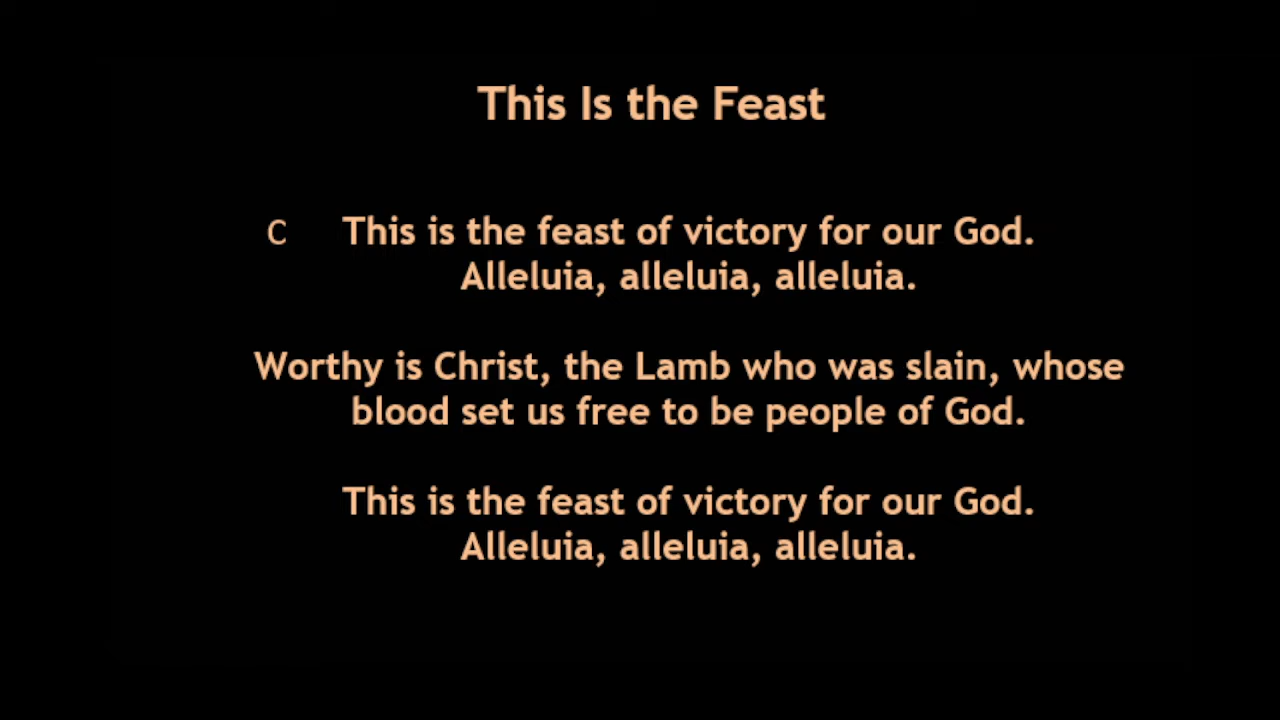 This Is the Feast
C This is the feast of victory for our God.
Alleluia, alleluia, alleluia.
Worthy is Christ, the Lamb who was slain, whose
blood set us free to be people of God.
This is the feast of victory for our God.
Alleluia, alleluia, alleluia.